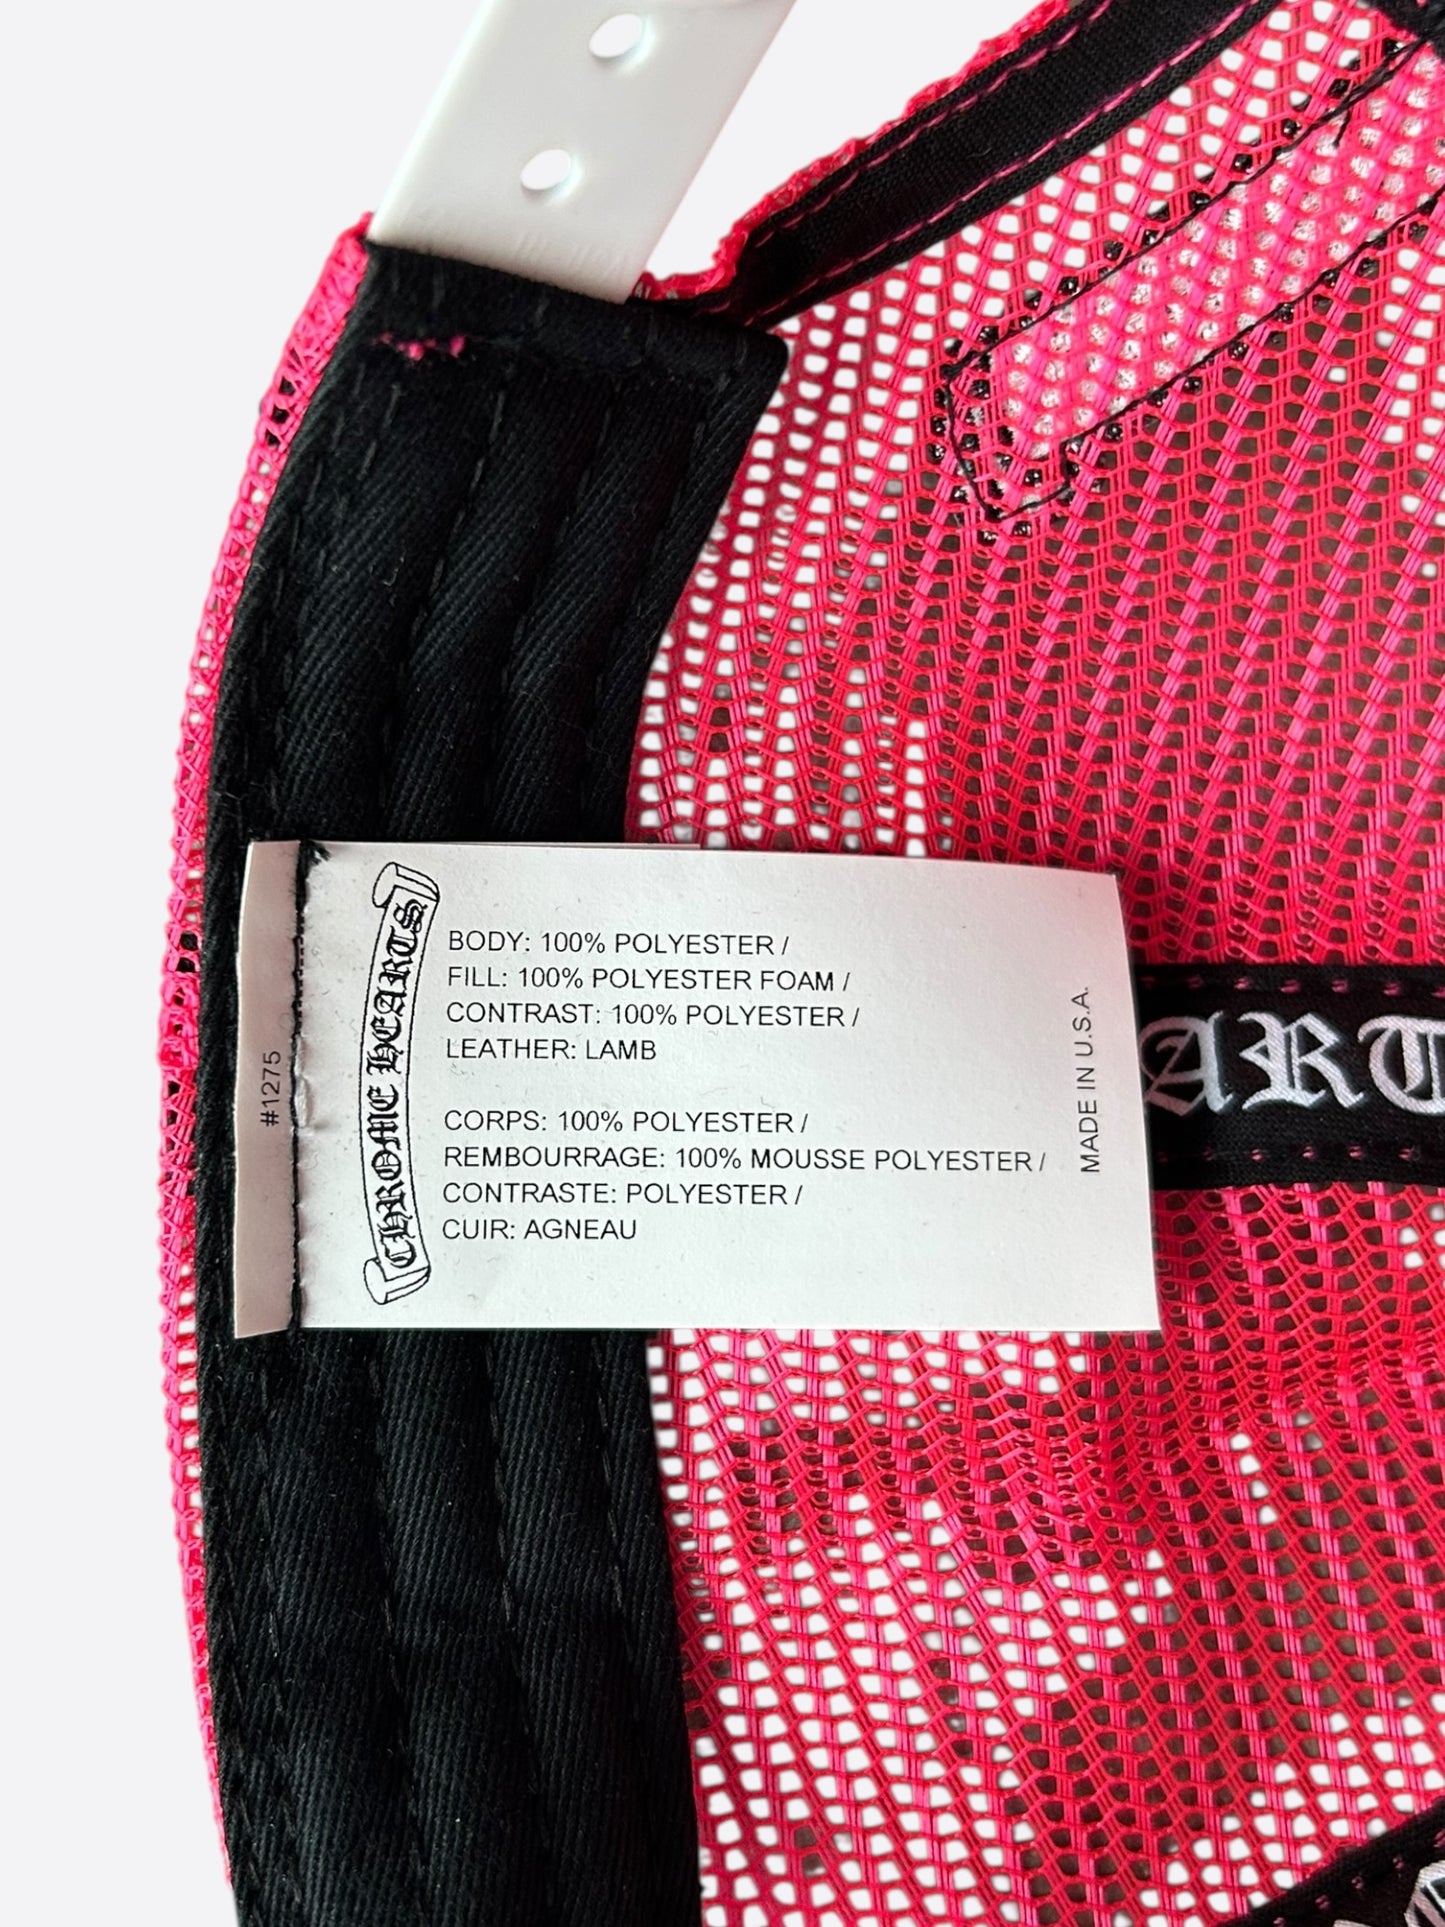 #1275
CHROME HEARTS
BODY: 100% POLYESTER /
FILL: 100% POLYESTER FOAM /
CONTRAST: 100% POLYESTER /
LEATHER: LAMB
CORPS: 100% POLYESTER /
REMBOURRAGE: 100% MOUSSE POLYESTER /
CONTRASTE: POLYESTER /
CUIR: AGNEAU
MADE IN U.S.A.
ART